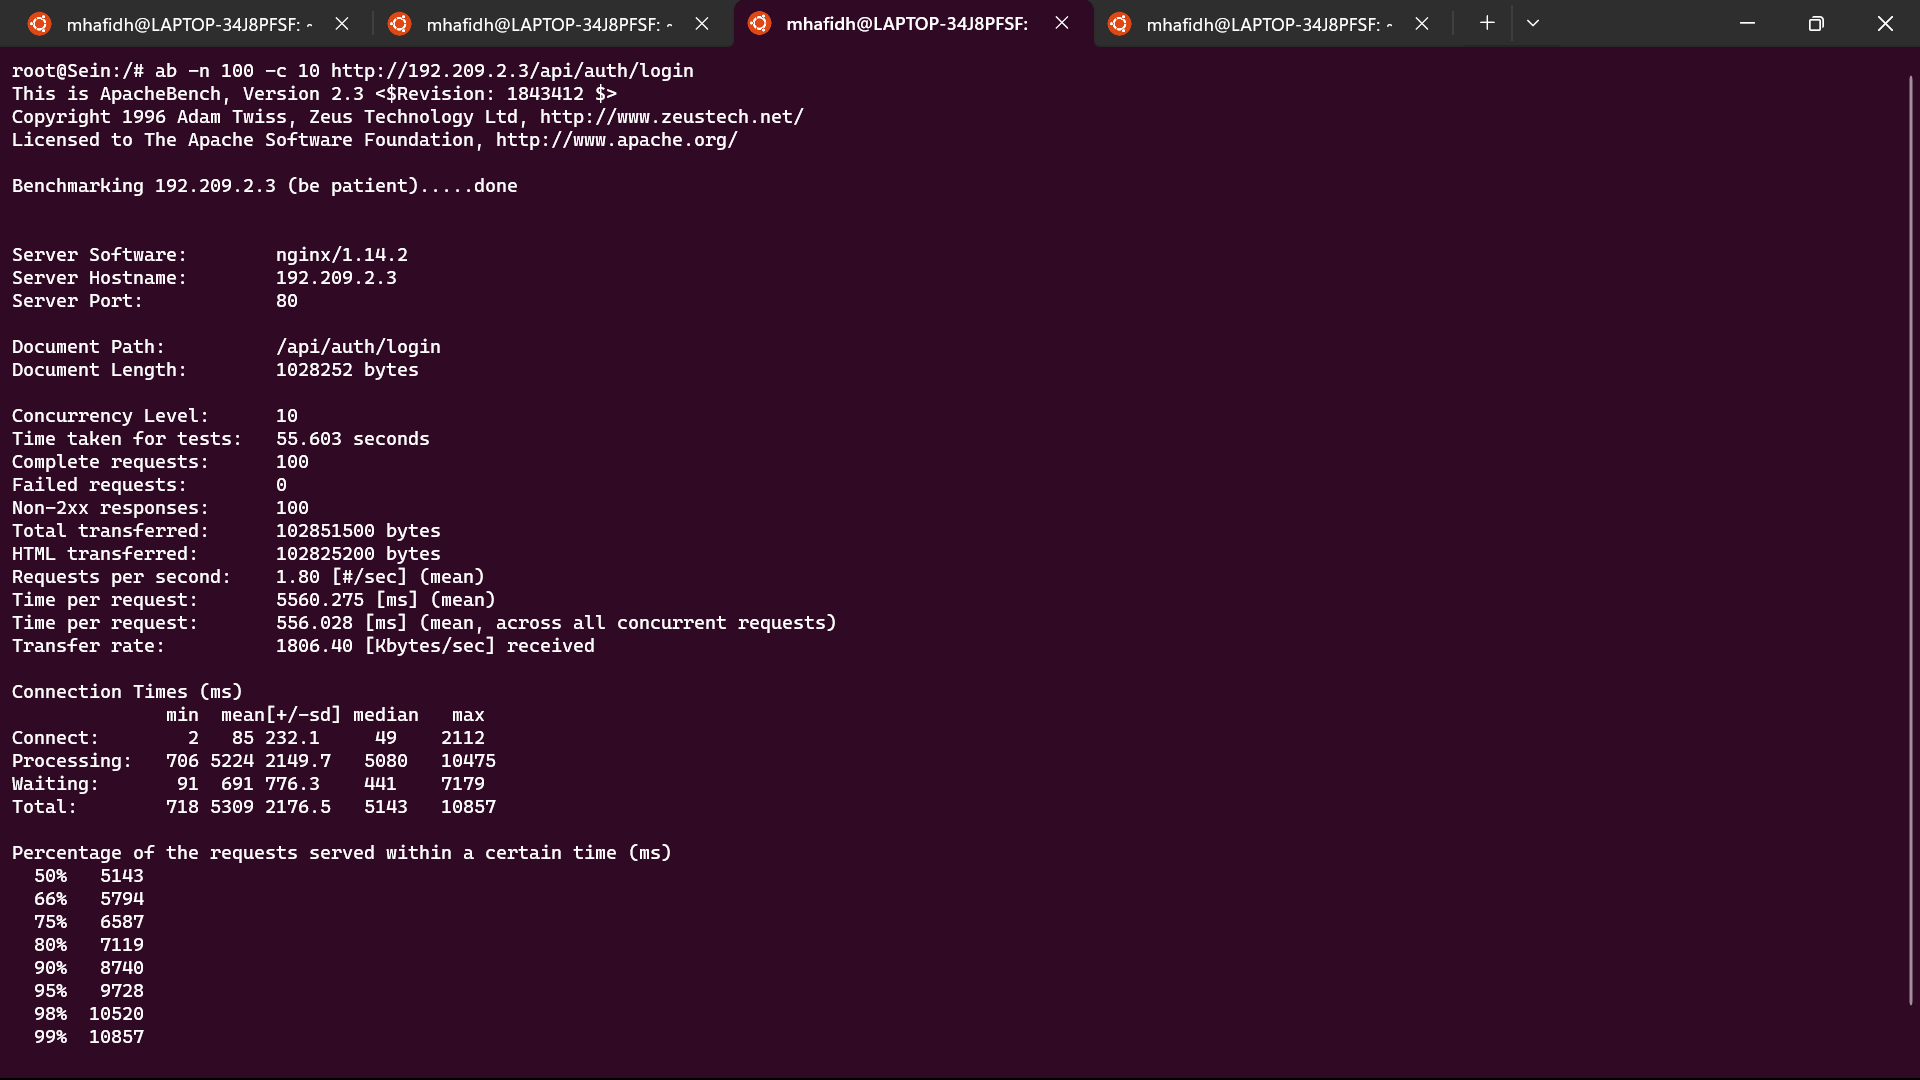 mhafidh@LAPTOP-34J8PFSF: ~
mhafidh@LAPTOP-34J8PFSF: ~
mhafidh@LAPTOP-34J8PFSF:
mhafidh@LAPTOP-34J8PFSF: ~
root@Sein:/# ab -n 100 -c 10 http://192.209.2.3/api/auth/login
This is ApacheBench, Version 2.3 <$Revision: 1843412 $>
Copyright 1996 Adam Twiss, Zeus Technology Ltd, http://www.zeustech.net/
Licensed to The Apache Software Foundation, http://www.apache.org/

Benchmarking 192.209.2.3 (be patient).....done

Server Software:        nginx/1.14.2
Server Hostname:        192.209.2.3
Server Port:            80

Document Path:          /api/auth/login
Document Length:        1028252 bytes

Concurrency Level:      10
Time taken for tests:   55.603 seconds
Complete requests:      100
Failed requests:        0
Non-2xx responses:      100
Total transferred:      102851500 bytes
HTML transferred:       102825200 bytes
Requests per second:    1.80 [#/sec] (mean)
Time per request:       5560.275 [ms] (mean)
Time per request:       556.028 [ms] (mean, across all concurrent requests)
Transfer rate:          1806.40 [Kbytes/sec] received

Connection Times (ms)
              min  mean[+/-sd] median   max
Connect:        2   85 232.1     49    2112
Processing:   706 5224 2149.7   5080   10475
Waiting:       91  691 776.3    441    7179
Total:        718 5309 2176.5   5143   10857

Percentage of the requests served within a certain time (ms)
  50%   5143
  66%   5794
  75%   6587
  80%   7119
  90%   8740
  95%   9728
  98%  10520
  99%  10857